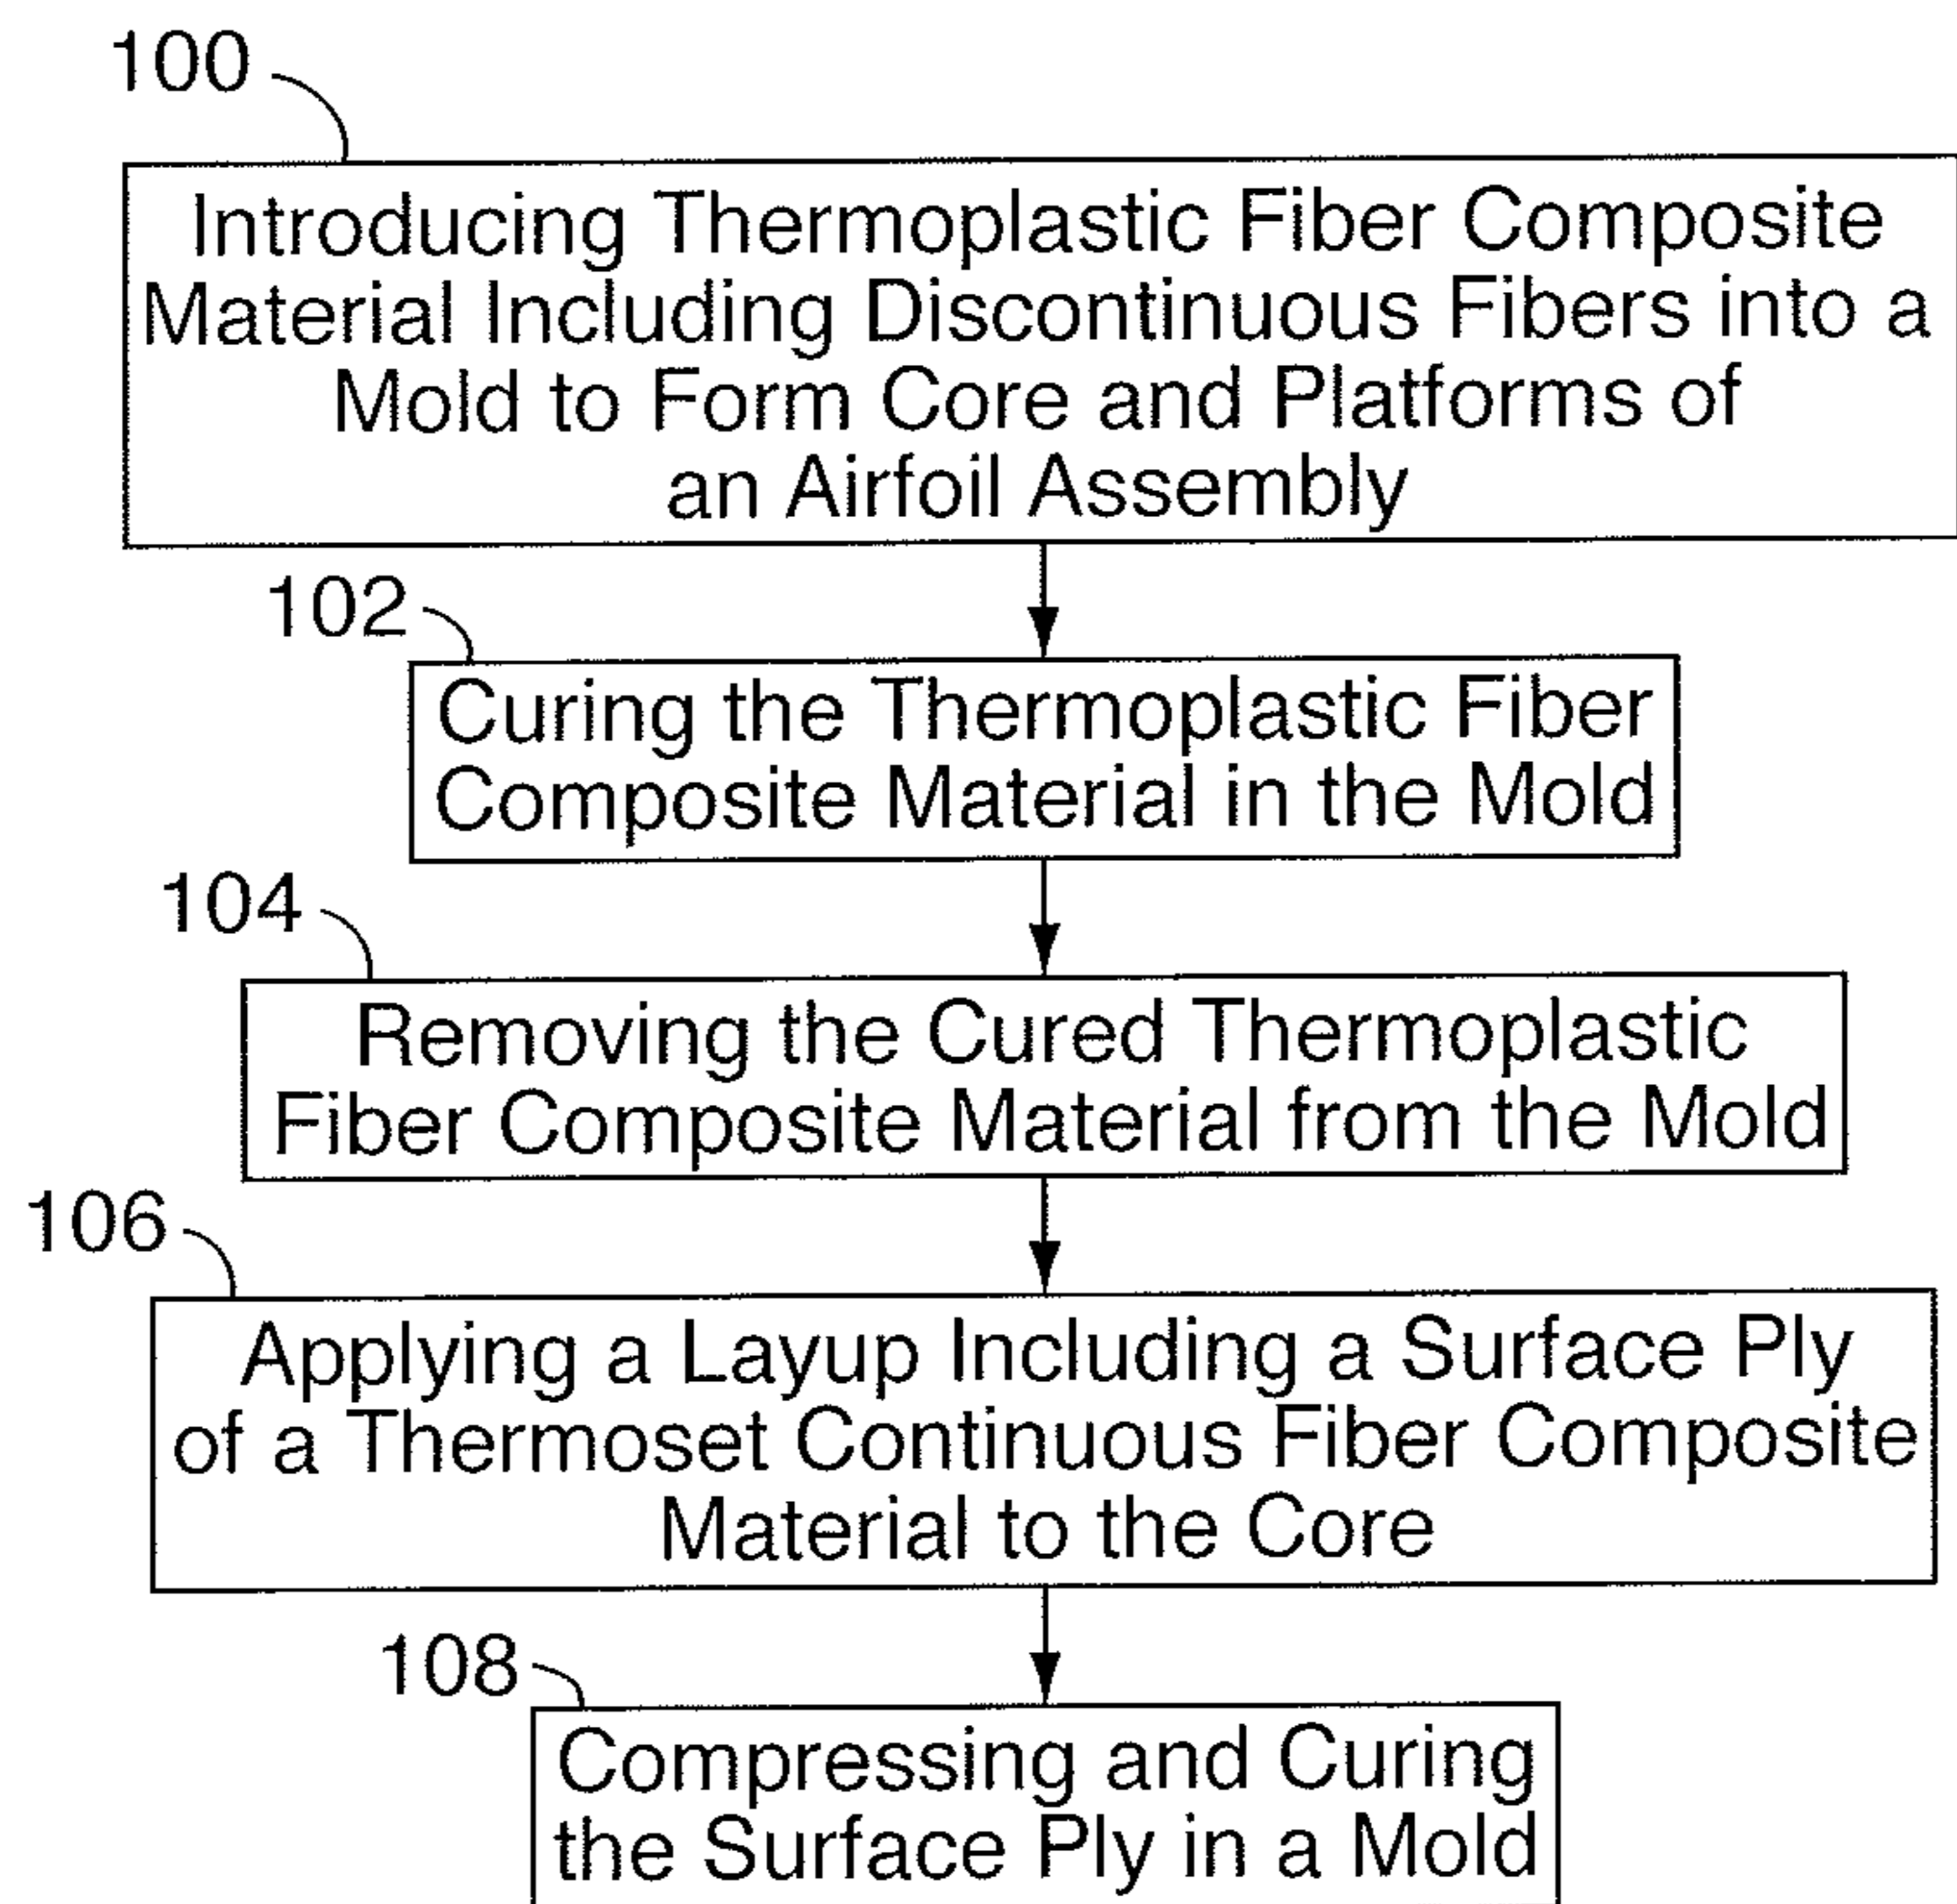 100
Introducing Thermoplastic Fiber Composite
Material Including Discontinuous Fibers into a
Mold to Form Core and Platforms of
an Airfoil Assembly
102
Curing the Thermoplastic Fiber
Composite Material in the Mold
104
Removing the Cured Thermoplastic
Fiber Composite Material from the Mold
106
Applying a Layup Including a Surface Ply
of a Thermoset Continuous Fiber Composite
Material to the Core
108
Compressing and Curing
the Surface Ply in a Mold